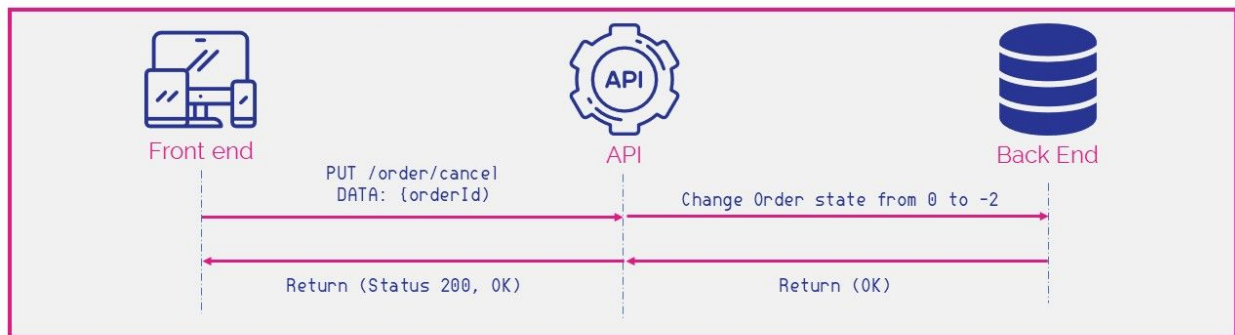 API
Front end
API
Back End
PUT /order/cancel
DATA: {orderId)
Change Order state from 0 to -2
Return (Status 200, OK)
Return (OK)